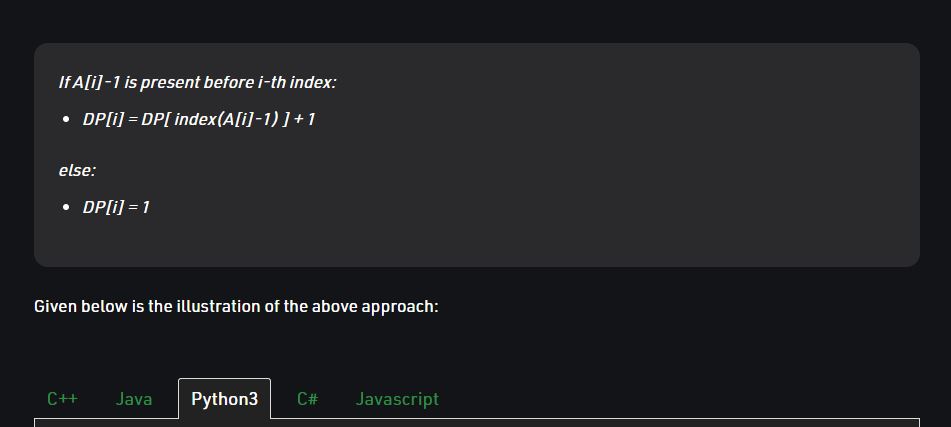 If A[i]-1 is present before i-th index:
• DP[i] = DP[ index(A[i]-1) ] + 1
else:
• DP[i] = 1
Given below is the illustration of the above approach:
C++ Java Python3 C# Javascript